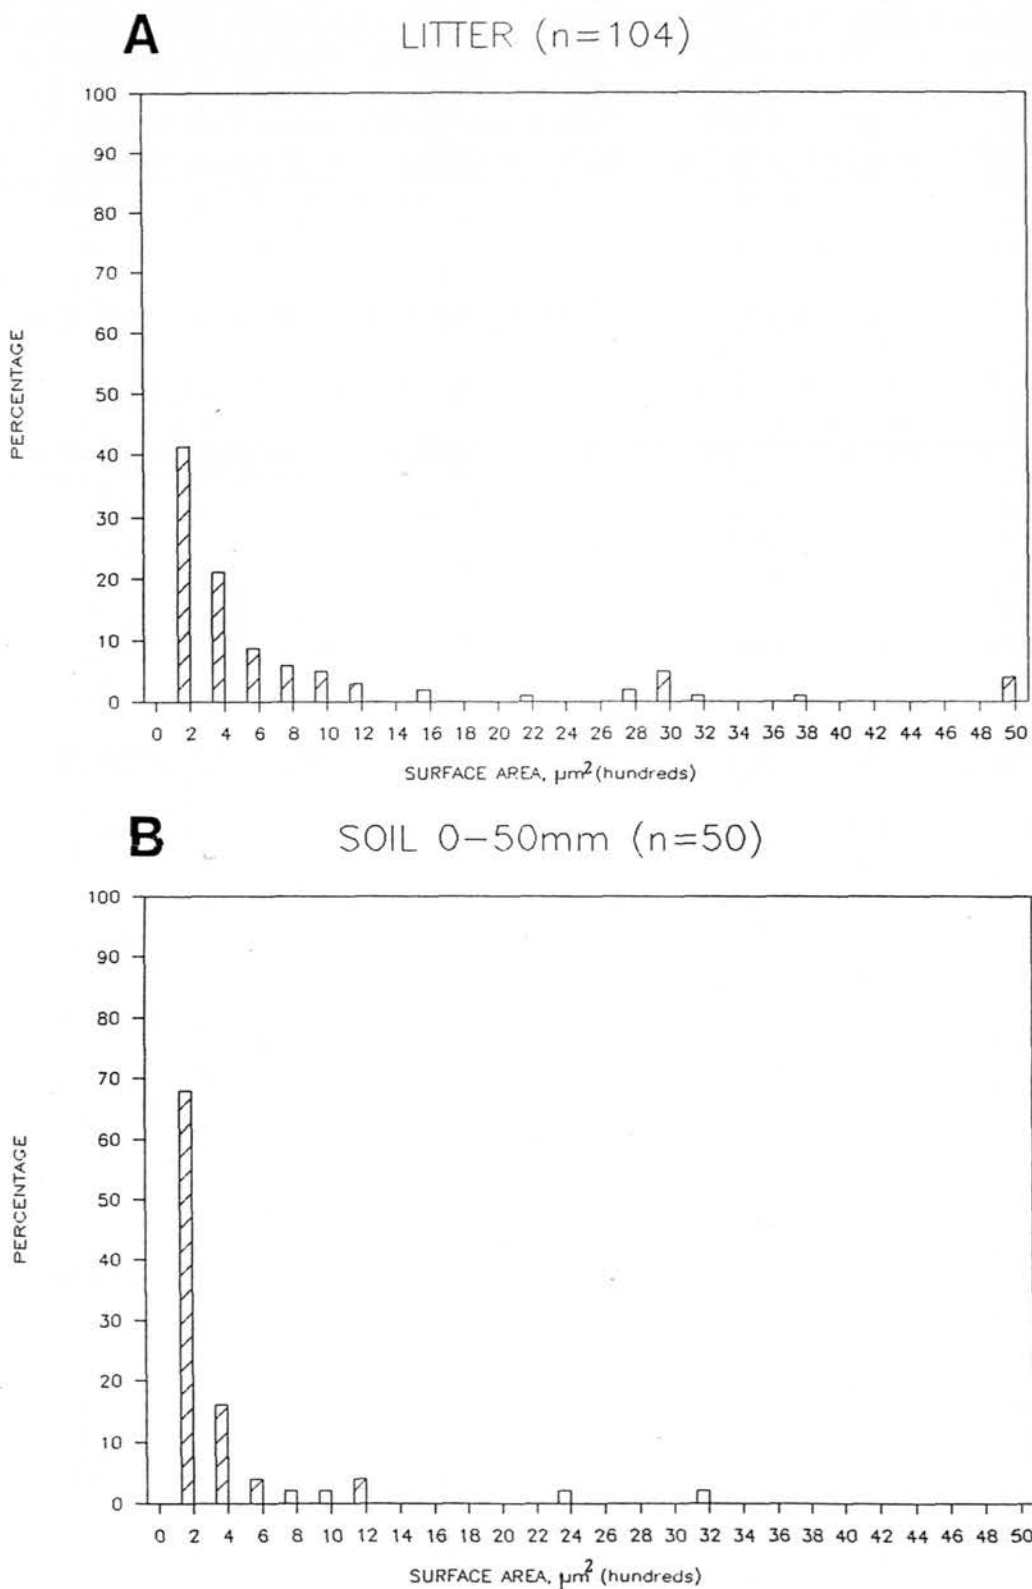 A LITTER (n=104)
100
90
80
70
60
50
40
30
20
10
0
PERCENTAGE
0 2 4 6 8 10 12 14 16 18 20 22 24 26 28 30 32 34 36 38 40 42 44 46 48 50
SURFACE AREA, µm² (hundreds)
B SOIL 0-50mm (n=50)
100
90
80
70
60
50
40
30
20
10
0
PERCENTAGE
0 2 4 6 8 10 12 14 16 18 20 22 24 26 28 30 32 34 36 38 40 42 44 46 48 50
SURFACE AREA, µm² (hundreds)